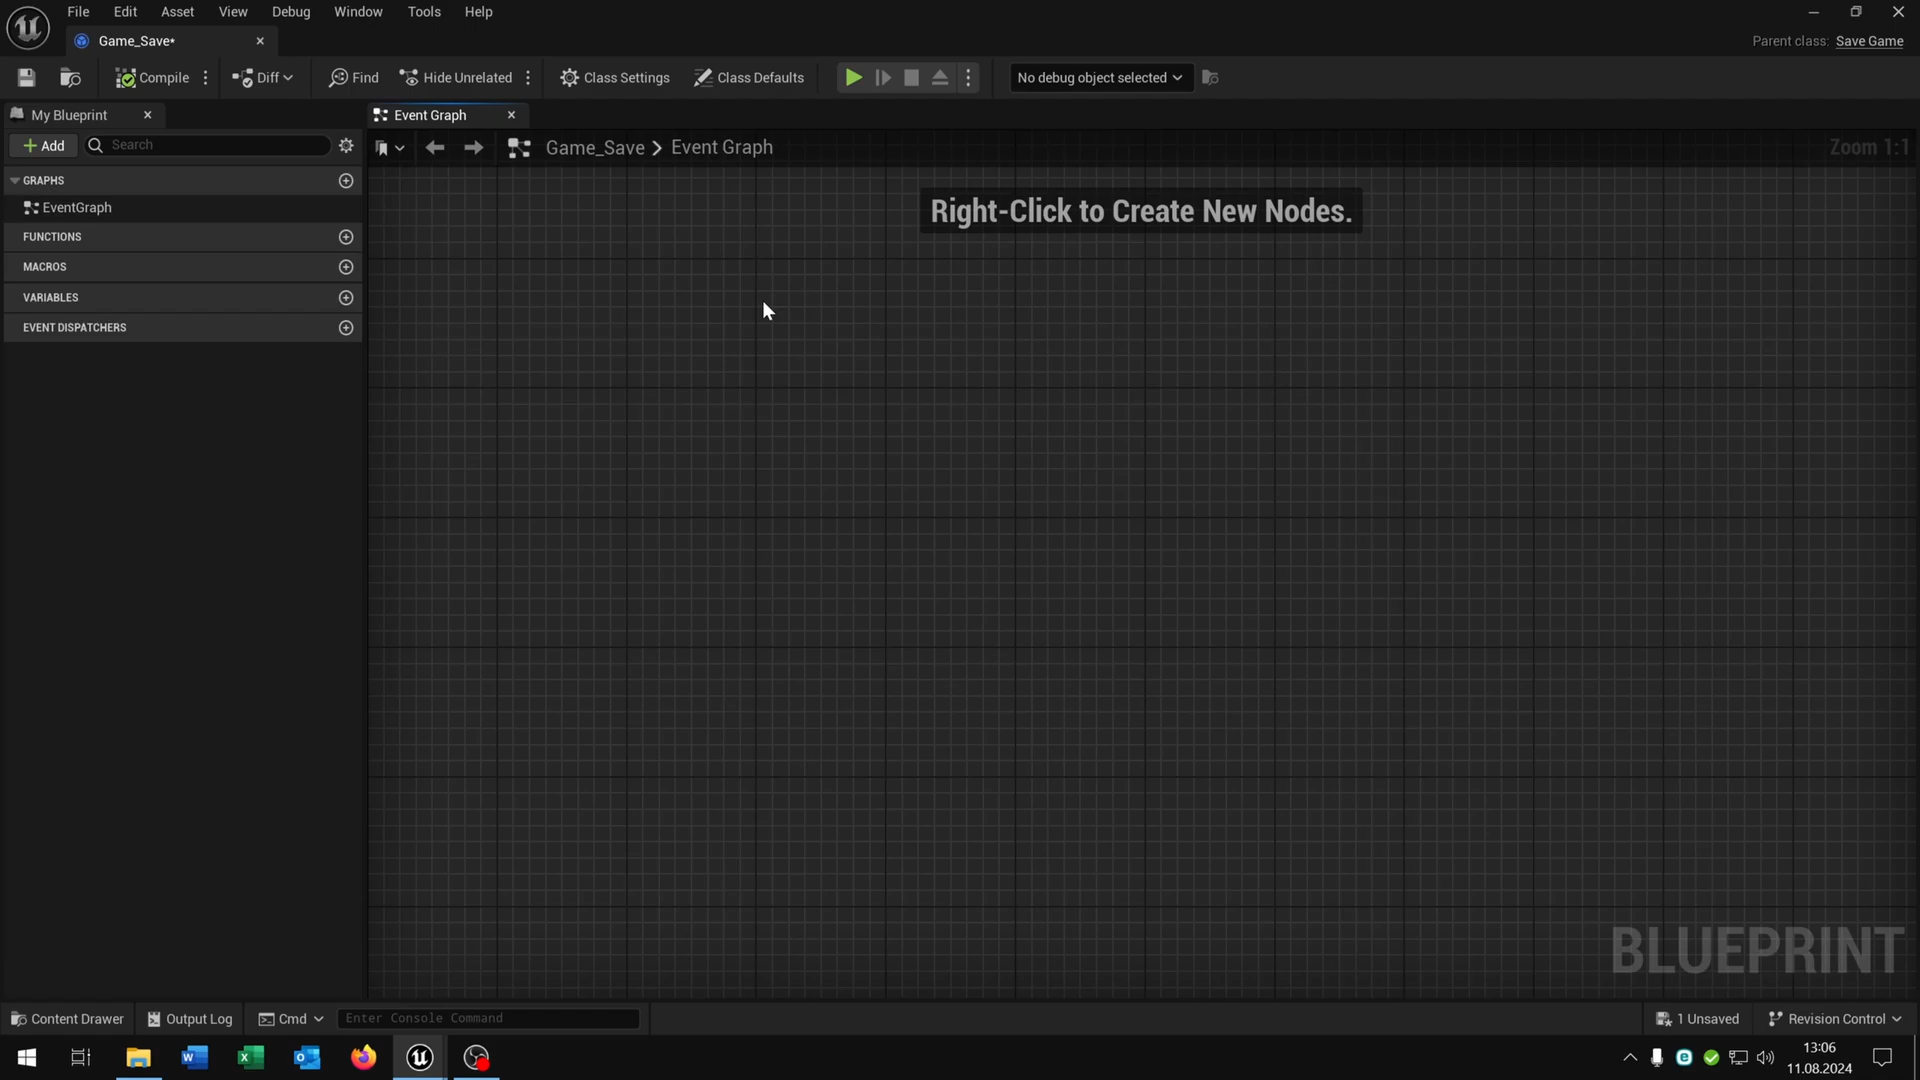 File Edit Asset View Debug Window Tools Help
Game_Save*
Parent class: Save Game
Compile Diff Find Hide Unrelated Class Settings Class Defaults No debug object selected
My Blueprint
Event Graph
Add Search
Game_Save > Event Graph
Zoom 1:1
GRAPHS
EventGraph
FUNCTIONS
MACROS
VARIABLES
EVENT DISPATCHERS
Right-Click to Create New Nodes.
BLUEPRINT
Content Drawer Output Log Cmd Enter Console Command 1 Unsaved Revision Control
13:06
11.08.2024